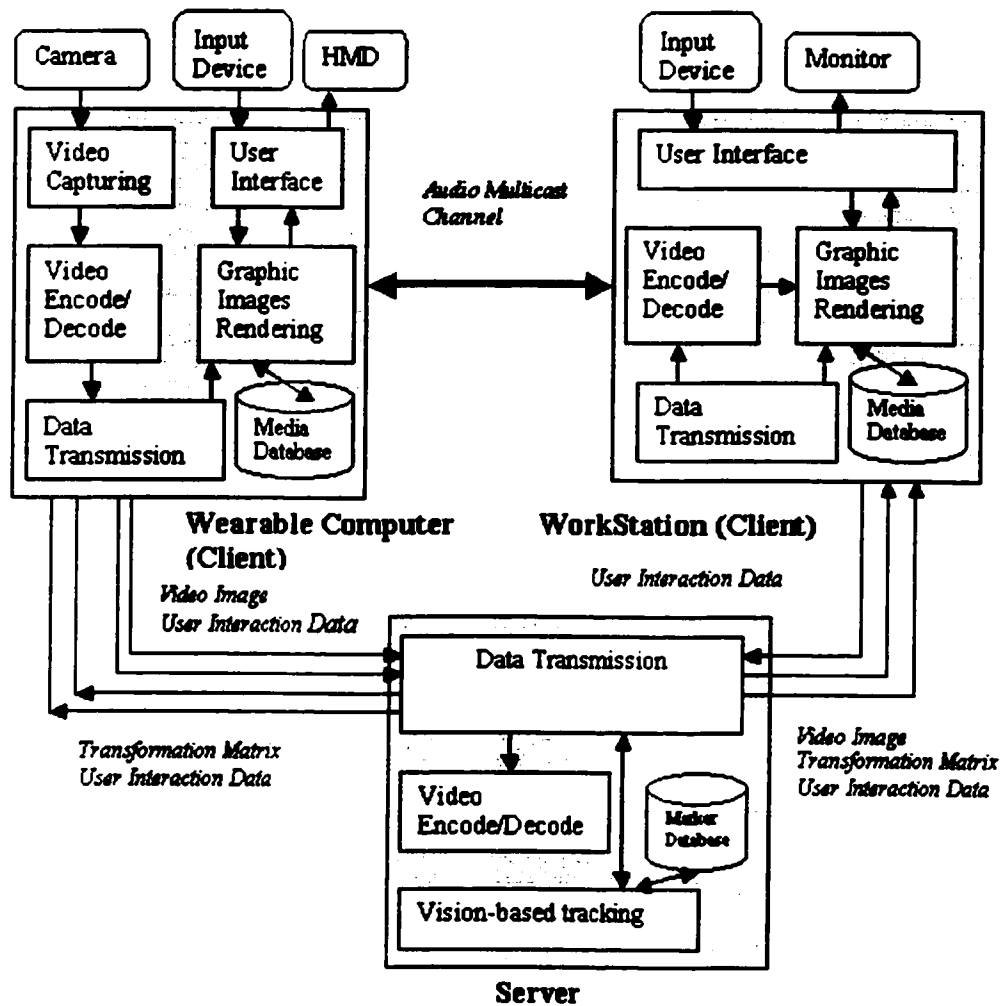 Camera
Input
Device
HMD
Input
Device
Monitor
Video
Capturing
User
Interface
User Interface
Audio Multicast
Channel
Video
Encode/
Decode
Graphic
Images
Rendering
Video
Encode/
Decode
Graphic
Images
Rendering
Data
Transmission
Media
Database
Data
Transmission
Media
Database
Wearable Computer
(Client)
WorkStation (Client)
Video Image
User Interaction Data
User Interaction Data
Data Transmission
Transformation Matrix
User Interaction Data
Video Image
Transformation Matrix
User Interaction Data
Video
Encode/Decode
Marker
Database
Vision-based tracking
Server